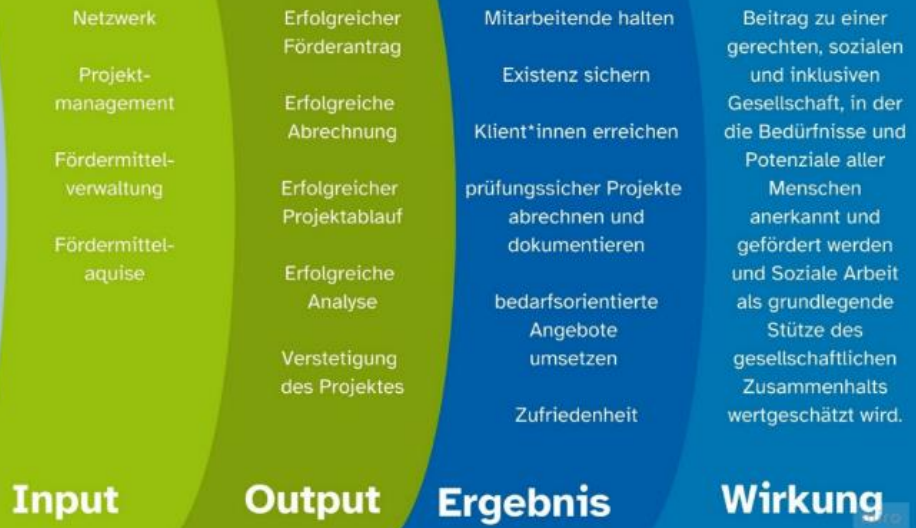 Netzwerk
Projekt-
management
Fördermittel-
verwaltung
Fördermittel-
aquise
Input
Erfolgreicher
Förderantrag
Erfolgreiche
Abrechnung
Erfolgreicher
Projektablauf
Erfolgreiche
Analyse
Verstetigung
des Projektes
Output
Mitarbeitende halten
Existenz sichern
Klient*innen erreichen
prüfungssicher Projekte
abrechnen und
dokumentieren
bedarfsorientierte
Angebote
umsetzen
Zufriedenheit
Ergebnis
Beitrag zu einer
gerechten, sozialen
und inklusiven
Gesellschaft, in der
die Bedürfnisse und
Potenziale aller
Menschen
anerkannt und
gefördert werden
und Soziale Arbeit
als grundlegende
Stütze des
gesellschaftlichen
Zusammenhalts
wertgeschätzt wird.
Wirkung